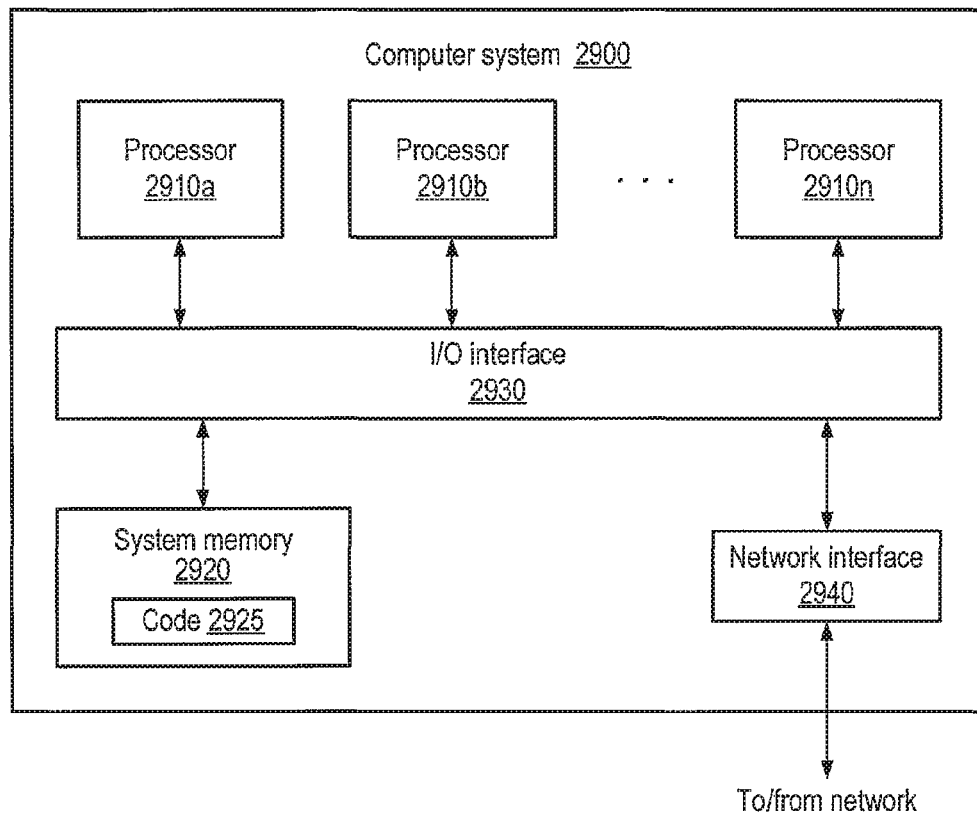 Computer system 2900
Processor
2910a
Processor
2910b
. . .
Processor
2910n
I/O interface
2930
System memory
2920
Code 2925
Network interface
2940
To/from network